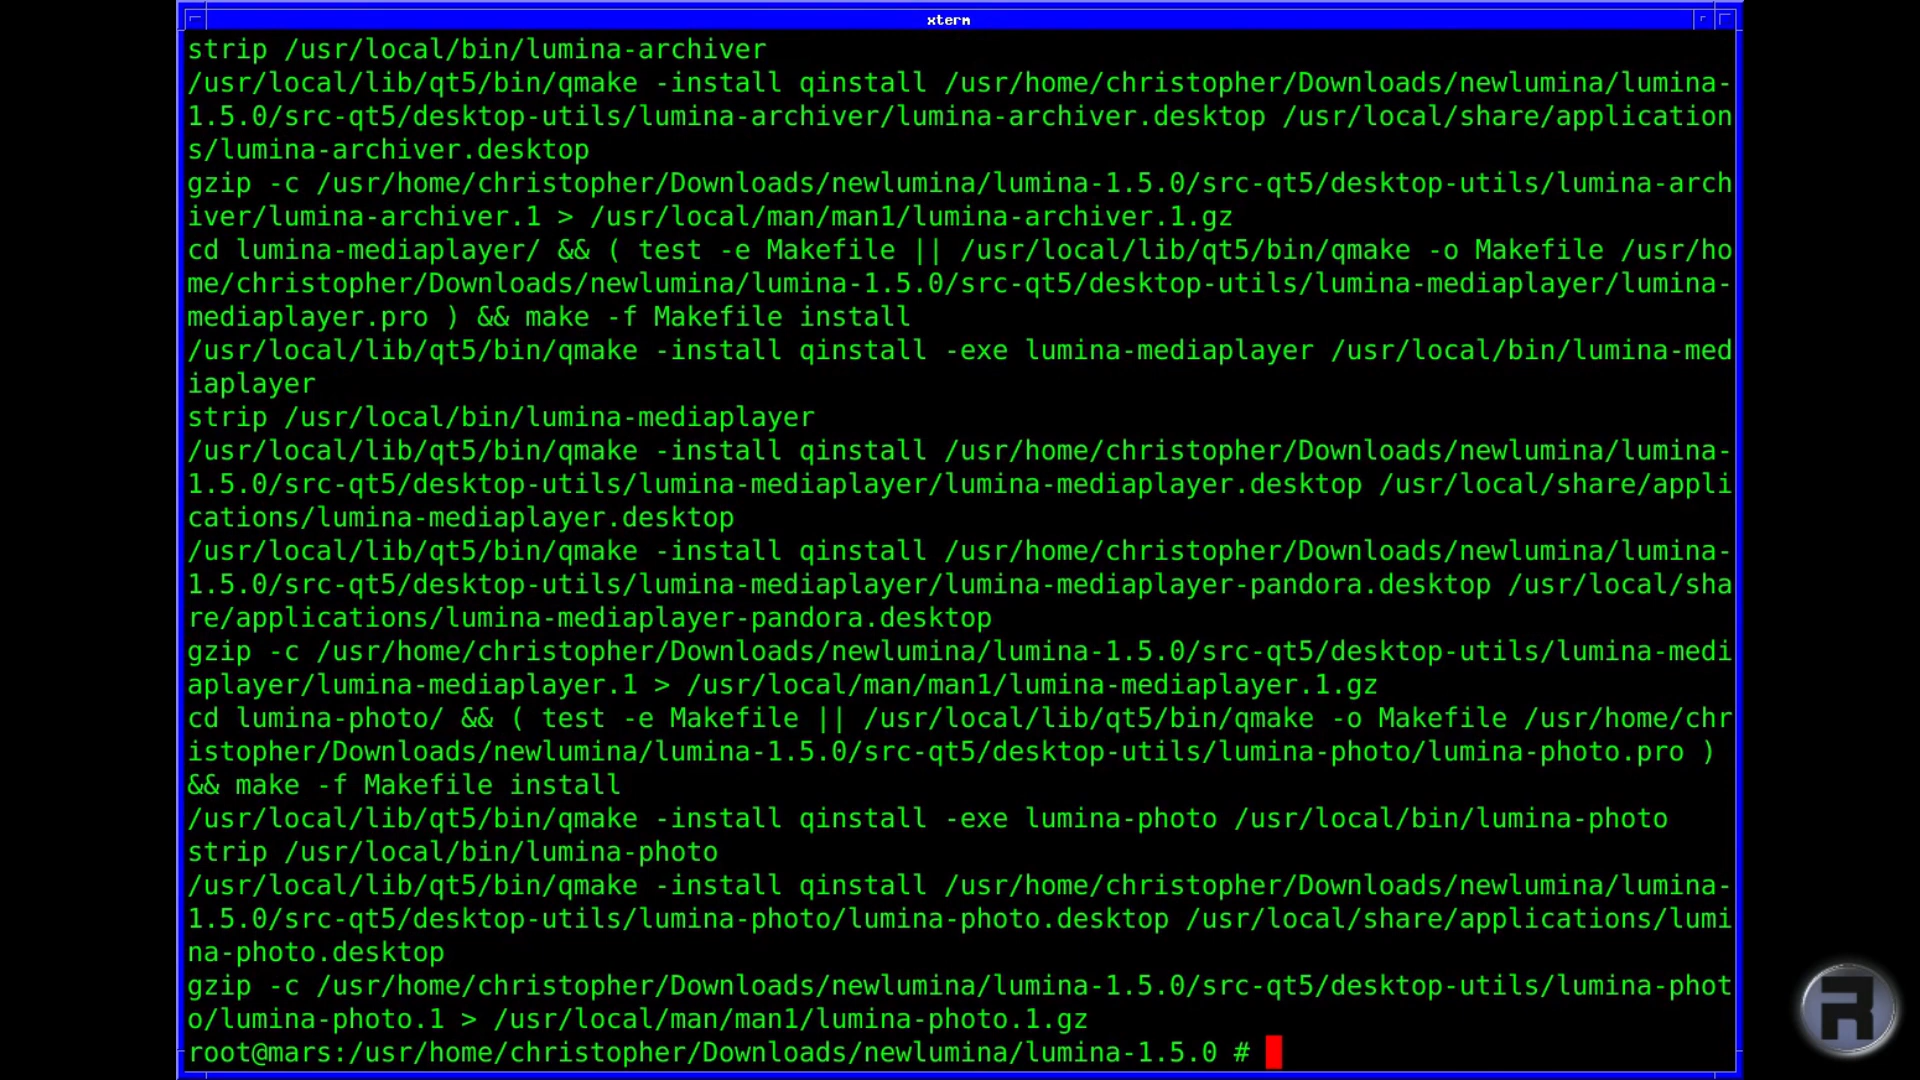 xterm
strip /usr/local/bin/lumina-archiver
/usr/local/lib/qt5/bin/qmake -install qinstall /usr/home/christopher/Downloads/newlumina/lumina-
1.5.0/src-qt5/desktop-utils/lumina-archiver/lumina-archiver.desktop /usr/local/share/application
s/lumina-archiver.desktop
gzip -c /usr/home/christopher/Downloads/newlumina/lumina-1.5.0/src-qt5/desktop-utils/lumina-arch
iver/lumina-archiver.1 > /usr/local/man/man1/lumina-archiver.1.gz
cd lumina-mediaplayer/ && ( test -e Makefile || /usr/local/lib/qt5/bin/qmake -o Makefile /usr/ho
me/christopher/Downloads/newlumina/lumina-1.5.0/src-qt5/desktop-utils/lumina-mediaplayer/lumina-
mediaplayer.pro ) && make -f Makefile install
/usr/local/lib/qt5/bin/qmake -install qinstall -exe lumina-mediaplayer /usr/local/bin/lumina-med
iaplayer
strip /usr/local/bin/lumina-mediaplayer
/usr/local/lib/qt5/bin/qmake -install qinstall /usr/home/christopher/Downloads/newlumina/lumina-
1.5.0/src-qt5/desktop-utils/lumina-mediaplayer/lumina-mediaplayer.desktop /usr/local/share/appli
cations/lumina-mediaplayer.desktop
/usr/local/lib/qt5/bin/qmake -install qinstall /usr/home/christopher/Downloads/newlumina/lumina-
1.5.0/src-qt5/desktop-utils/lumina-mediaplayer/lumina-mediaplayer-pandora.desktop /usr/local/sha
re/applications/lumina-mediaplayer-pandora.desktop
gzip -c /usr/home/christopher/Downloads/newlumina/lumina-1.5.0/src-qt5/desktop-utils/lumina-medi
aplayer/lumina-mediaplayer.1 > /usr/local/man/man1/lumina-mediaplayer.1.gz
cd lumina-photo/ && ( test -e Makefile || /usr/local/lib/qt5/bin/qmake -o Makefile /usr/home/chr
istopher/Downloads/newlumina/lumina-1.5.0/src-qt5/desktop-utils/lumina-photo/lumina-photo.pro )
&& make -f Makefile install
/usr/local/lib/qt5/bin/qmake -install qinstall -exe lumina-photo /usr/local/bin/lumina-photo
strip /usr/local/bin/lumina-photo
/usr/local/lib/qt5/bin/qmake -install qinstall /usr/home/christopher/Downloads/newlumina/lumina-
1.5.0/src-qt5/desktop-utils/lumina-photo/lumina-photo.desktop /usr/local/share/applications/lumi
na-photo.desktop
gzip -c /usr/home/christopher/Downloads/newlumina/lumina-1.5.0/src-qt5/desktop-utils/lumina-phot
o/lumina-photo.1 > /usr/local/man/man1/lumina-photo.1.gz
root@mars:/usr/home/christopher/Downloads/newlumina/lumina-1.5.0 #
R